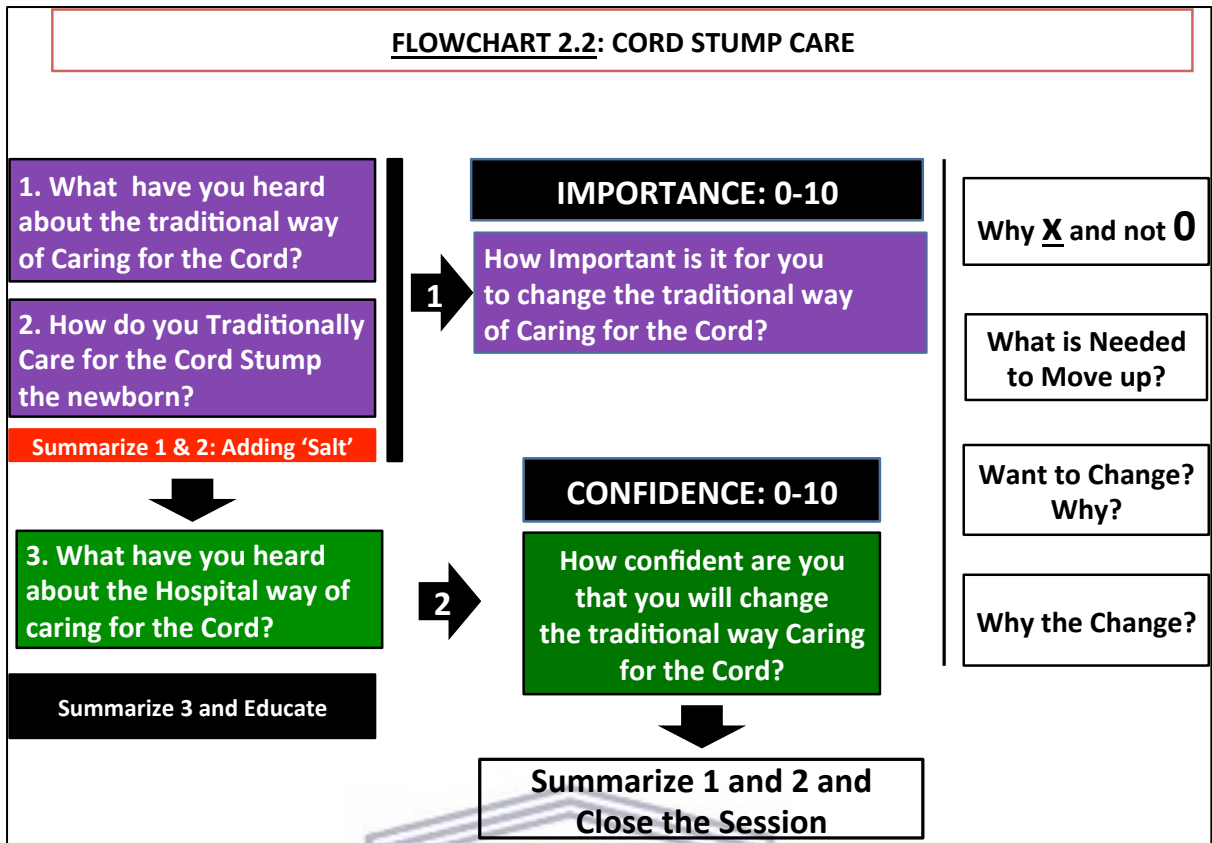 FLOWCHART 2.2: CORD STUMP CARE
1. What have you heard
about the traditional way
of Caring for the Cord?
2. How do you Traditionally
Care for the Cord Stump
the newborn?
Summarize 1 & 2: Adding ‘Salt’
3. What have you heard
about the Hospital way of
caring for the Cord?
Summarize 3 and Educate
1
IMPORTANCE: 0-10
How Important is it for you
to change the traditional way
of Caring for the Cord?
2
CONFIDENCE: 0-10
How confident are you
that you will change
the traditional way Caring
for the Cord?
Summarize 1 and 2 and
Close the Session
Why x and not 0
What is Needed
to Move up?
Want to Change?
Why?
Why the Change?